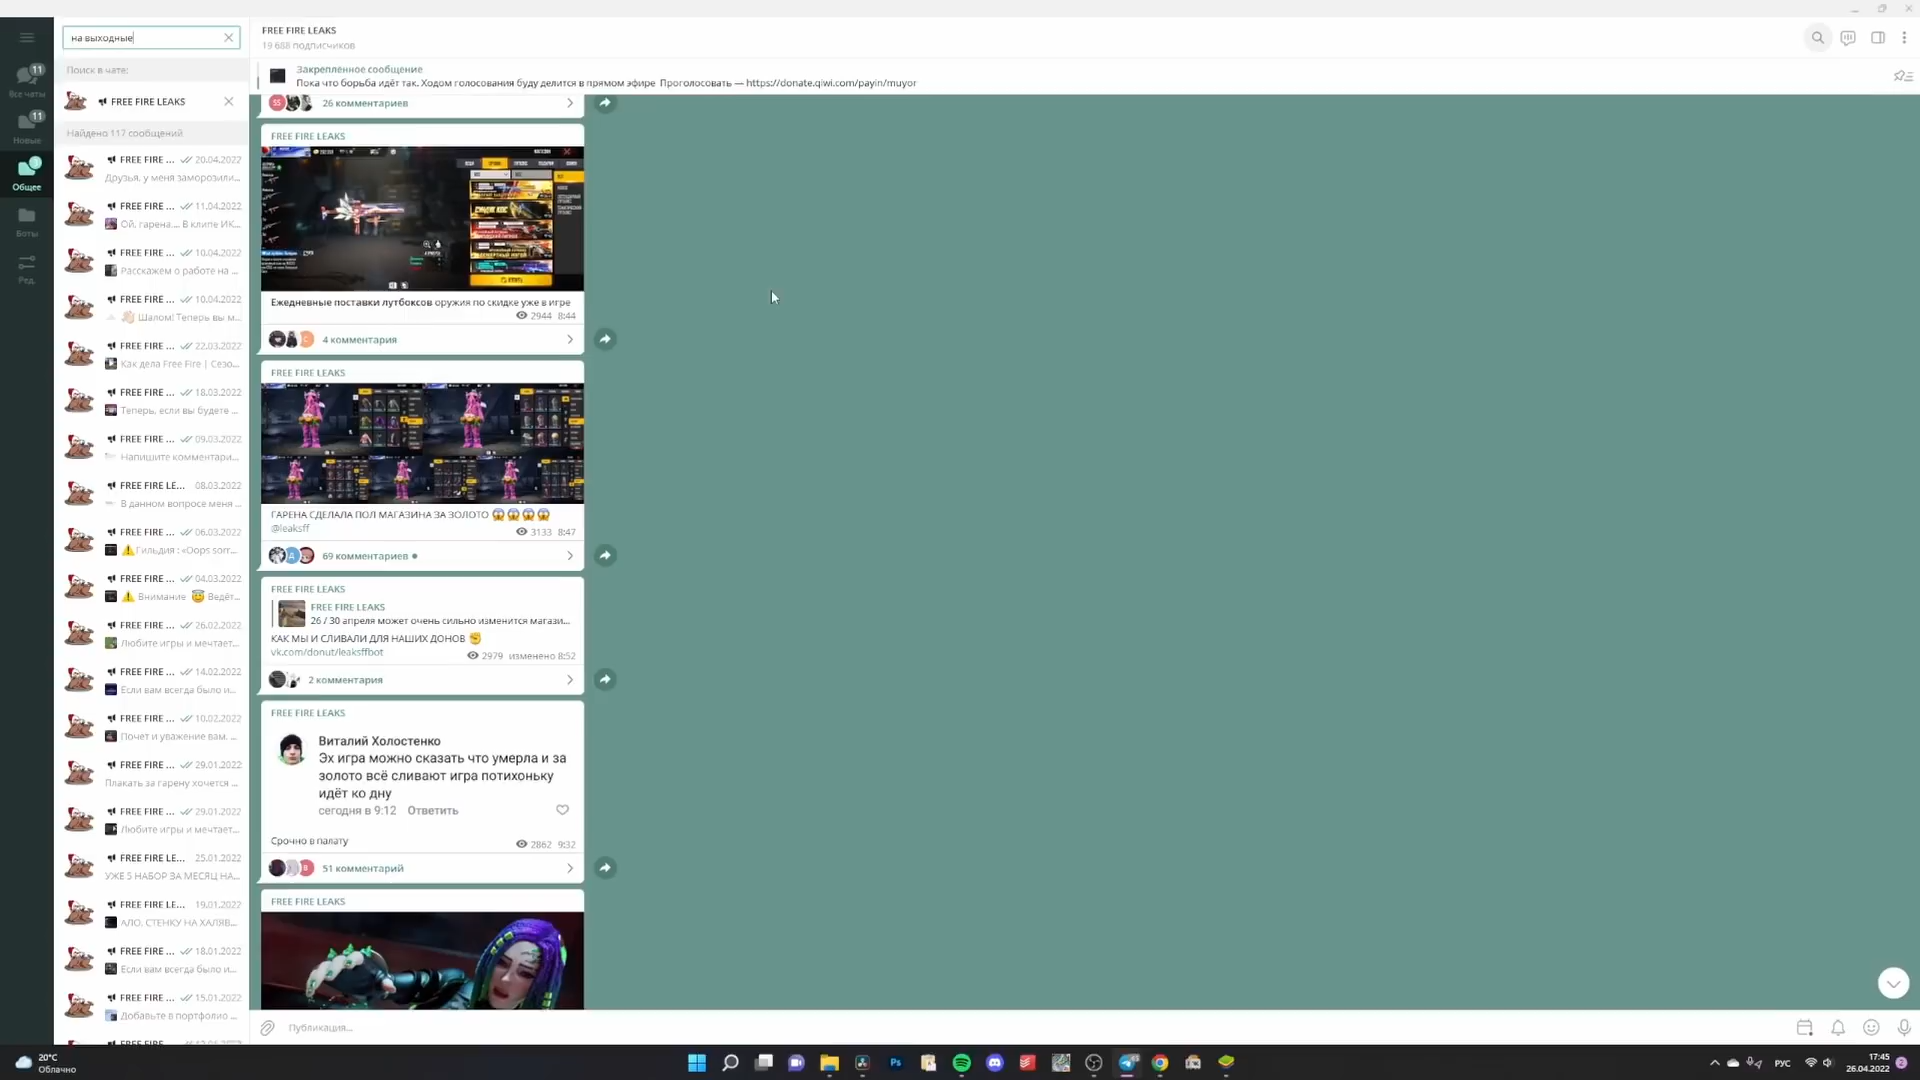 на выходные
Поиск в чате:
FREE FIRE LEAKS
Найдено 117 сообщений
FREE FIRE ... 20.04.2022
Друзья, у меня заморозили...
FREE FIRE ... 11.04.2022
Ой, гарена.... В клипе ИК...
FREE FIRE ... 10.04.2022
Расскажем о работе на ...
FREE FIRE ... 10.04.2022
👋🏻 Шалом! Теперь вы м...
FREE FIRE ... 22.03.2022
Как дела Free Fire | Сезо...
FREE FIRE ... 18.03.2022
Теперь, если вы будете ...
FREE FIRE ... 09.03.2022
Напишите комментари...
FREE FIRE LE... 08.03.2022
В данном вопросе меня ...
FREE FIRE ... 06.03.2022
⚠️Гильдия : «Oops sorr...
FREE FIRE ... 04.03.2022
⚠️ Внимание 😇 Ведёт...
FREE FIRE ... 26.02.2022
Любите игры и мечтает...
FREE FIRE ... 14.02.2022
Если вам всегда было и...
FREE FIRE ... 10.02.2022
Почет и уважение вам. ...
FREE FIRE ... 29.01.2022
Плакать за гарену хочется ...
FREE FIRE ... 29.01.2022
Любите игры и мечтает...
FREE FIRE LE... 25.01.2022
УЖЕ 5 НАБОР ЗА МЕСЯЦ НА...
FREE FIRE LE... 19.01.2022
АЛО. СТЕНКУ НА ХАЛЯВ...
FREE FIRE ... 18.01.2022
Если вам всегда было и...
FREE FIRE ... 15.01.2022
Добавьте в портфолио ...
11
Все чаты
11
Новые
3
Общее
Боты
Ред.
FREE FIRE LEAKS
19 688 подписчиков
Закрепленное сообщение
Пока что борьба идёт так. Ходом голосования буду делится в прямом эфире Проголосовать — https://donate.qiwi.com/payin/muyor
26 комментариев
FREE FIRE LEAKS
Ежедневные поставки лутбоксов оружия по скидке уже в игре
2944 8:44
4 комментария
FREE FIRE LEAKS
ГАРЕНА СДЕЛАЛА ПОЛ МАГАЗИНА ЗА ЗОЛОТО 😱😱😱😱
@leaksff
3133 8:47
69 комментариев
FREE FIRE LEAKS
FREE FIRE LEAKS
26 / 30 апреля может очень сильно изменится магази...
КАК МЫ И СЛИВАЛИ ДЛЯ НАШИХ ДОНОВ ✊
vk.com/donut/leaksffbot
2979 изменено 8:52
2 комментария
FREE FIRE LEAKS
Виталий Холостенко
Эх игра можно сказать что умерла и за
золото всё сливают игра потихоньку
идёт ко дну
сегодня в 9:12 Ответить
Срочно в палату
2862 9:32
51 комментарий
FREE FIRE LEAKS
Публикация...
20°C
Облачно
Ps
РУС
17:45
26.04.2022
2